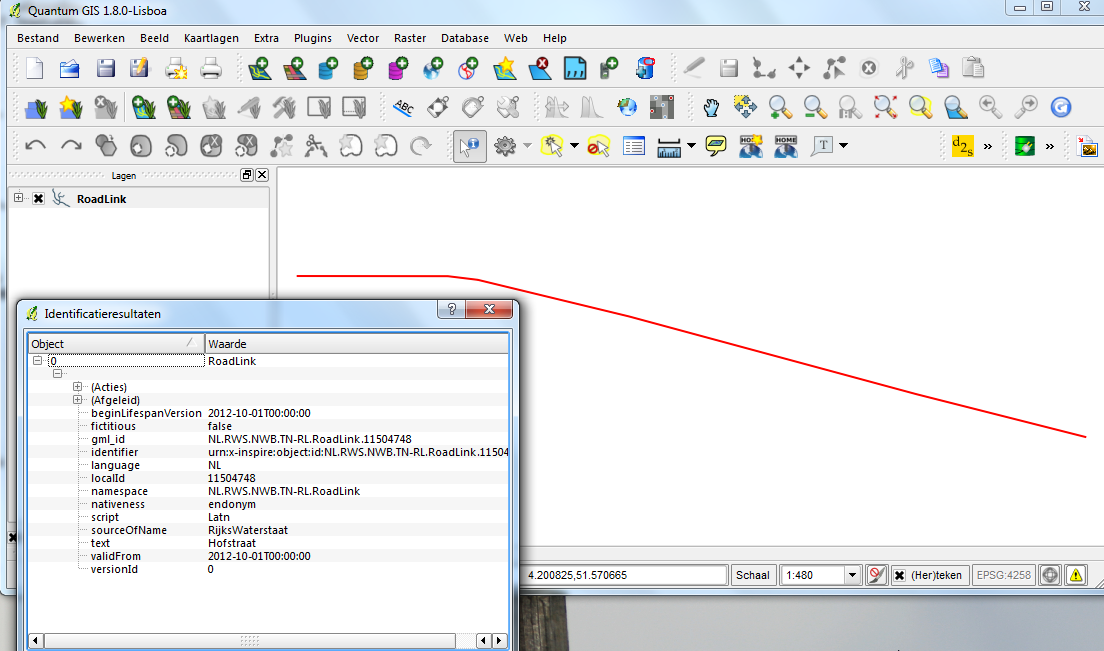 Quantum GIS 1.8.0-Lisboa
Bestand Bewerken Beeld Kaartlagen Extra Plugins Vector Raster Database Web Help
ABC
HOME HOME T d2s »  »
Lagen
RoadLink
Identificatieresultaten
Object Waarde
0 RoadLink
(Acties)
(Afgeleid)
beginLifespanVersion 2012-10-01T00:00:00
fictitious false
gml_id NL.RWS.NWB.TN-RL.RoadLink.11504748
identifier urn:x-inspire:object:id:NL.RWS.NWB.TN-RL.RoadLink.11504
language NL
localId 11504748
namespace NL.RWS.NWB.TN-RL.RoadLink
nativeness endonym
script Latn
sourceOfName RijksWaterstaat
text Hofstraat
validFrom 2012-10-01T00:00:00
versionId 0
4.200825,51.570665 Schaal 1:480 (Her)teken EPSG:4258